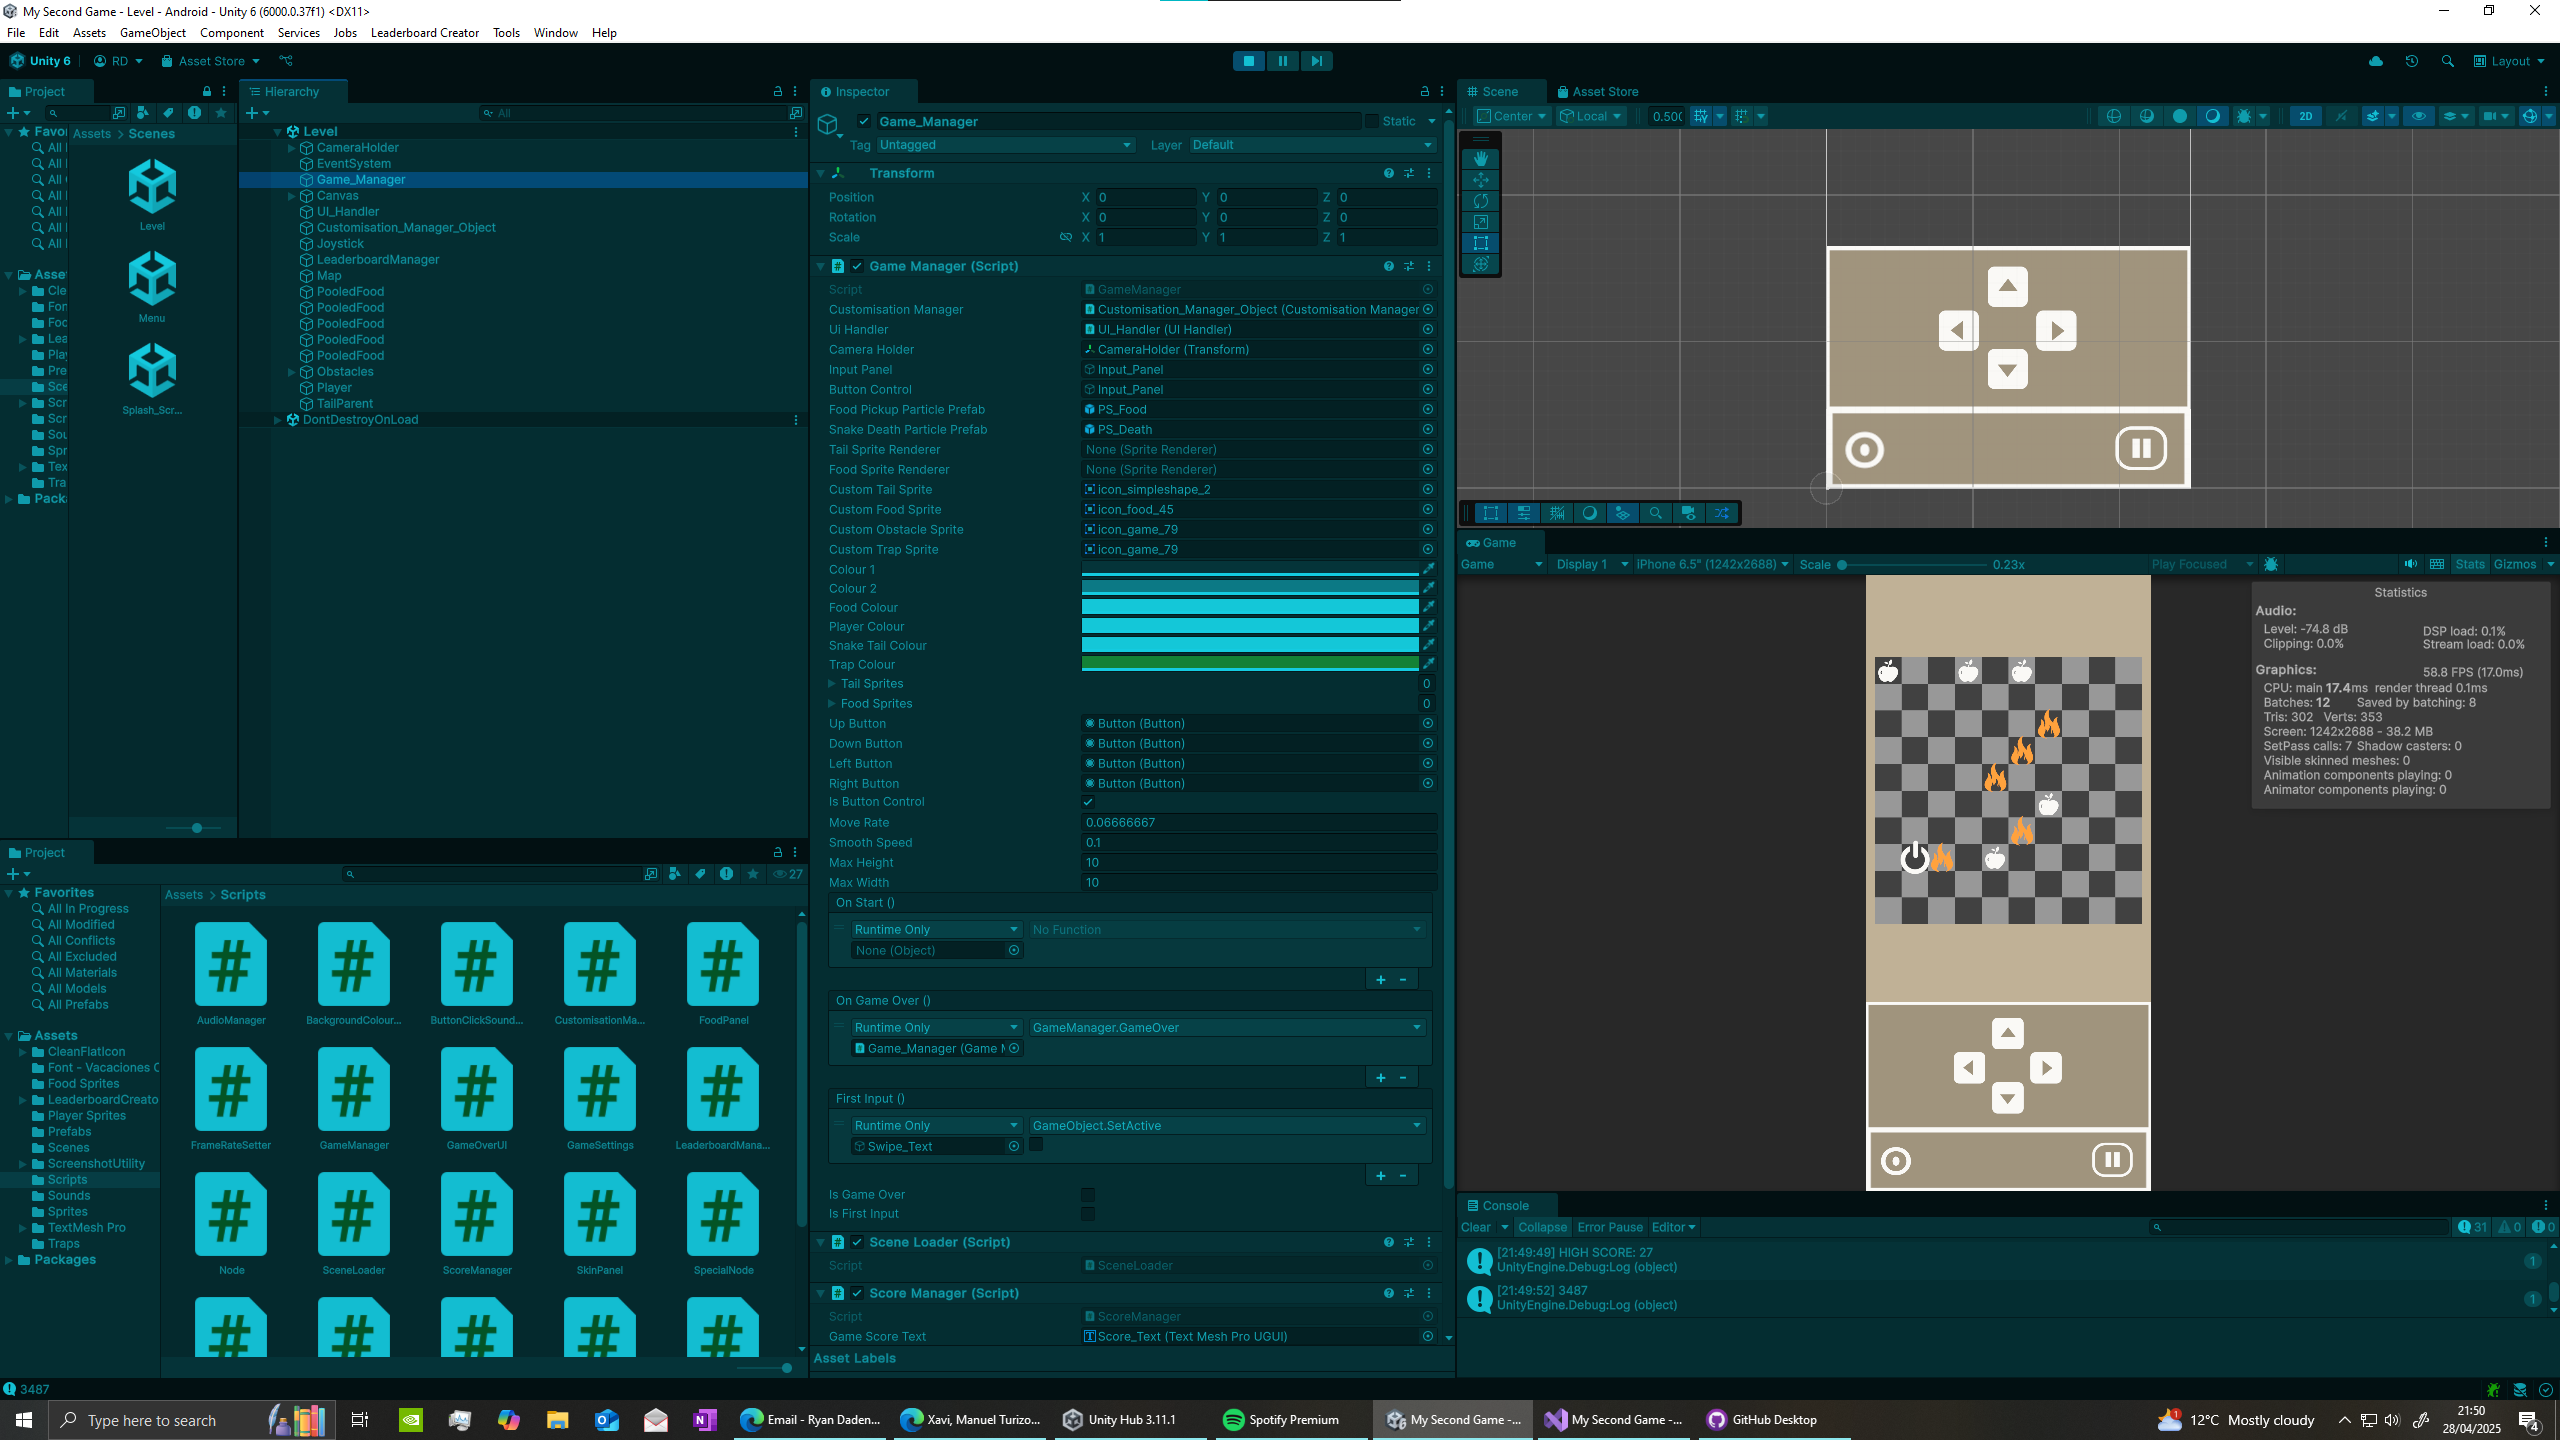 My Second Game - Level - Android - Unity 6 (6000.0.37f1) <DX11>
File Edit Assets GameObject Component Services Jobs Leaderboard Creator Tools Window Help
Unity 6 RD Asset Store Layout
Project
Assets > Scenes
Favor
All I
All I
All I
All I
All I
All I
Asse
Cle
Fon
Foo
Lea
Pla
Pre
Sce
Scr
Scr
Sou
Spr
Tex
Tra
Packa
Level
Menu
Splash_Scr...
Hierarchy
All
Level
CameraHolder
EventSystem
Game_Manager
Canvas
UI_Handler
Customisation_Manager_Object
Joystick
LeaderboardManager
Map
PooledFood
PooledFood
PooledFood
PooledFood
PooledFood
Obstacles
Player
TailParent
DontDestroyOnLoad
Project
27
Favorites
All In Progress
All Modified
All Conflicts
All Excluded
All Materials
All Models
All Prefabs
Assets
CleanFlatIcon
Font - Vacaciones C
Food Sprites
LeaderboardCreato
Player Sprites
Prefabs
Scenes
ScreenshotUtility
Scripts
Sounds
Sprites
TextMesh Pro
Traps
Packages
Assets > Scripts
AudioManager BackgroundColour... ButtonClickSound... CustomisationMa... FoodPanel
FrameRateSetter GameManager GameOverUI GameSettings LeaderboardMana...
Node SceneLoader ScoreManager SkinPanel SpecialNode
Inspector
Game_Manager Static
Tag Untagged Layer Default
Transform
Position X 0 Y 0 Z 0
Rotation X 0 Y 0 Z 0
Scale X 1 Y 1 Z 1
Game Manager (Script)
Script GameManager
Customisation Manager Customisation_Manager_Object (Customisation Manager
Ui Handler UI_Handler (UI Handler)
Camera Holder CameraHolder (Transform)
Input Panel Input_Panel
Button Control Input_Panel
Food Pickup Particle Prefab PS_Food
Snake Death Particle Prefab PS_Death
Tail Sprite Renderer None (Sprite Renderer)
Food Sprite Renderer None (Sprite Renderer)
Custom Tail Sprite icon_simpleshape_2
Custom Food Sprite icon_food_45
Custom Obstacle Sprite icon_game_79
Custom Trap Sprite icon_game_79
Colour 1
Colour 2
Food Colour
Player Colour
Snake Tail Colour
Trap Colour
Tail Sprites 0
Food Sprites 0
Up Button Button (Button)
Down Button Button (Button)
Left Button Button (Button)
Right Button Button (Button)
Is Button Control
Move Rate 0.06666667
Smooth Speed 0.1
Max Height 10
Max Width 10
On Start ()
Runtime Only No Function
None (Object)
+ -
On Game Over ()
Runtime Only GameManager.GameOver
Game_Manager (Game M
+ -
First Input ()
Runtime Only GameObject.SetActive
Swipe_Text
+ -
Is Game Over
Is First Input
Scene Loader (Script)
Script SceneLoader
Score Manager (Script)
Script ScoreManager
Game Score Text Score_Text (Text Mesh Pro UGUI)
Asset Labels
Scene Asset Store
Center Local 0.500 2D
Game
Game Display 1 iPhone 6.5" (1242x2688) Scale 0.23x Play Focused Stats Gizmos
Statistics
Audio:
Level: -74.8 dB DSP load: 0.1%
Clipping: 0.0% Stream load: 0.0%
Graphics: 58.8 FPS (17.0ms)
CPU: main 17.4ms render thread 0.1ms
Batches: 12 Saved by batching: 8
Tris: 302 Verts: 353
Screen: 1242x2688 - 38.2 MB
SetPass calls: 7 Shadow casters: 0
Visible skinned meshes: 0
Animation components playing: 0
Animator components playing: 0
Console
Clear Collapse Error Pause Editor 31 0 0
[21:49:49] HIGH SCORE: 27
UnityEngine.Debug:Log (object)
1
[21:49:52] 3487
UnityEngine.Debug:Log (object)
1
3487
Type here to search
Email - Ryan Daden... Xavi, Manuel Turizo... Unity Hub 3.11.1 Spotify Premium My Second Game -... My Second Game -... GitHub Desktop
1 12°C Mostly cloudy
21:50
28/04/2025
4